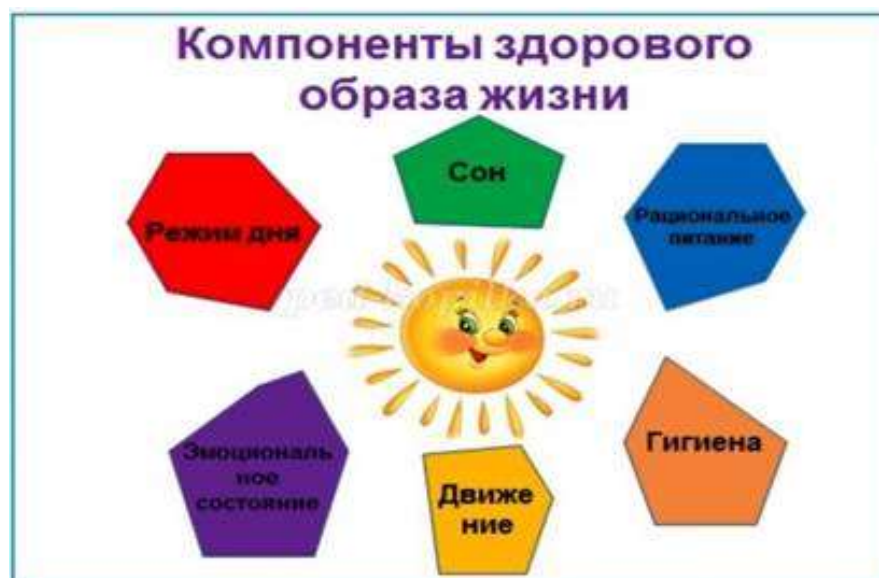 Компоненты здорового
образа жизни
Сон
Режим дня
Рациональное
питание
Эмоциональ
ное
состояние
Движе
ние
Гигиена